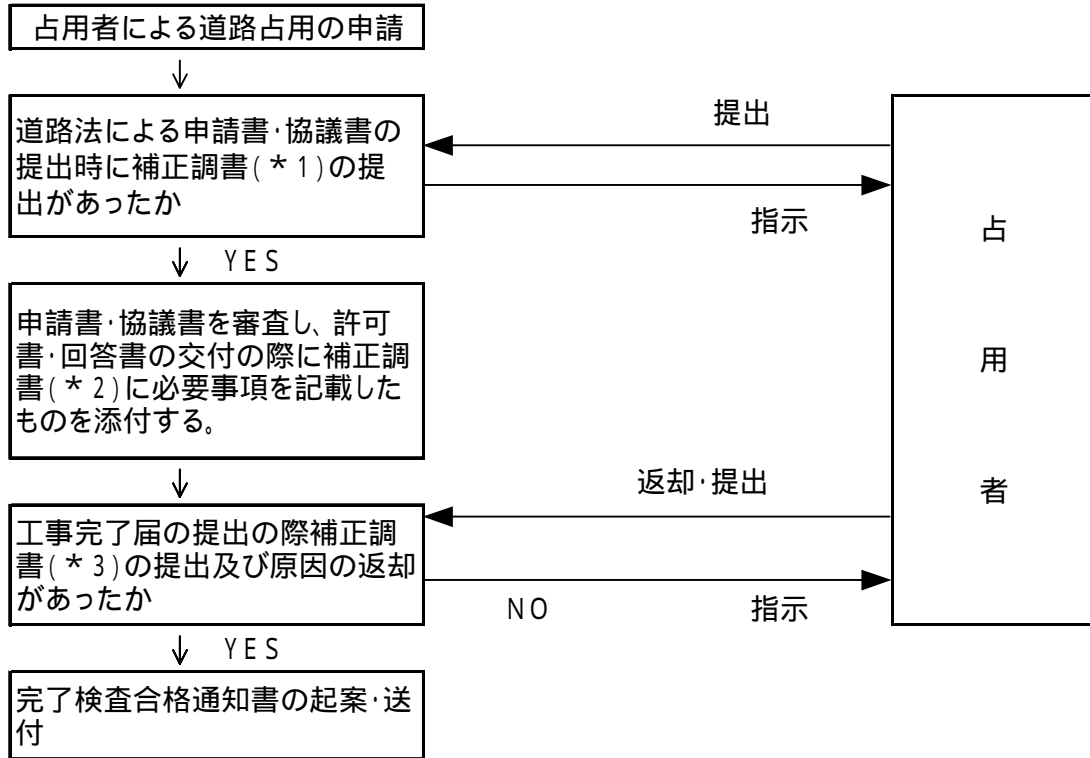 占用者による道路占用の申請
↓
道路法による申請書･協議書の
提出時に補正調書(*1)の提
出があったか
提出
指示
↓ YES
申請書･協議書を審査し、許可
書･回答書の交付の際に補正調
書(*2)に必要事項を記載した
ものを添付する。
↓
返却･提出
工事完了届の提出の際補正調
書(*3)の提出及び原因の返却
があったか
NO 指示
↓ YES
完了検査合格通知書の起案･送
付
占
用
者